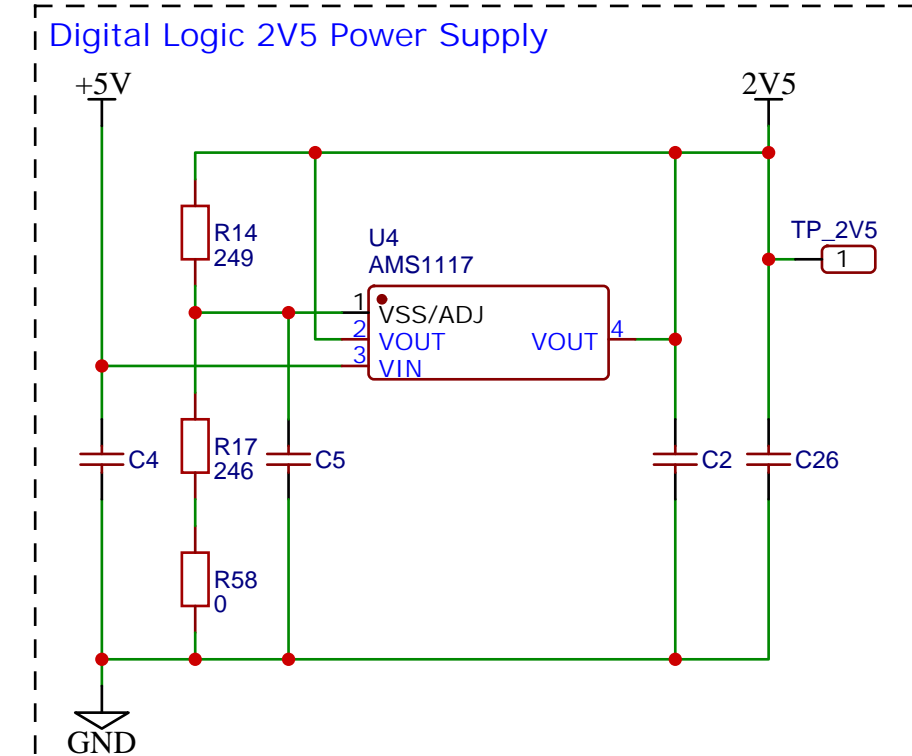 Digital Logic 2V5 Power Supply
+5V
2V5
R14
249
U4
AMS1117
TP_2V5
1
1
VSS/ADJ
2
VOUT
VOUT
4
3
VIN
C4
R17
246
C5
C2
C26
R58
0
GND